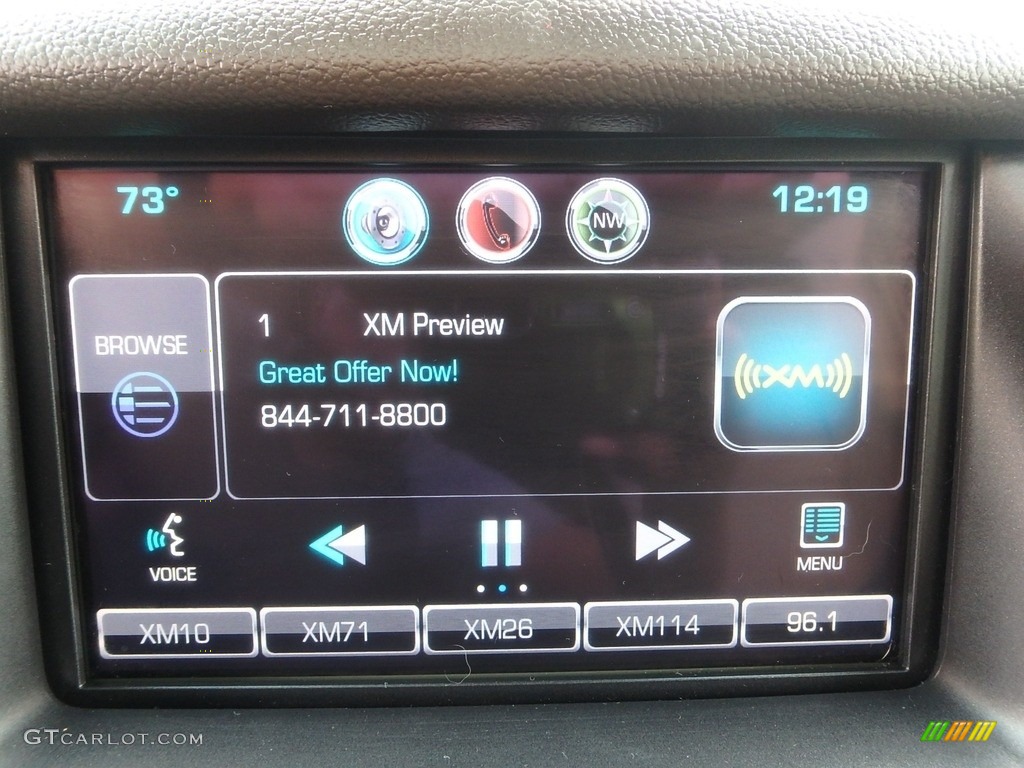 73°
NW
12:19
BROWSE
1 XM Preview
Great Offer Now!
844-711-8800
((XM))
VOICE
MENU
XM10 XM71 XM26 XM114 96.1
GTCARLOT.COM